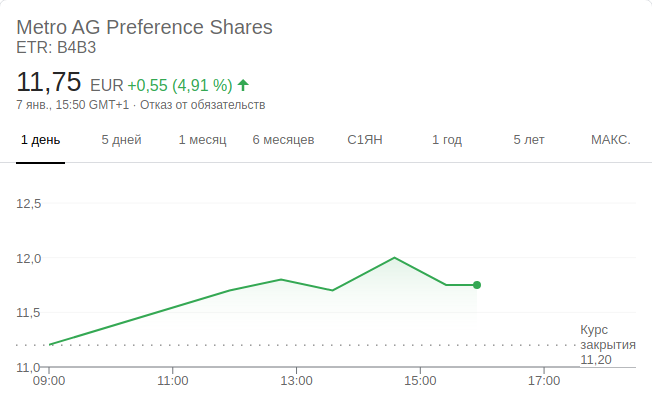 Metro AG Preference Shares
ETR: B4B3
11,75 EUR +0,55 (4,91 %)
7 янв., 15:50 GMT+1 · Отказ от обязательств
1 день 5 дней 1 месяц 6 месяцев С1ЯН 1 год 5 лет МАКС.
12,5
12,0
11,5
Курс
закрытия
11,20
11,0
09:00 11:00 13:00 15:00 17:00